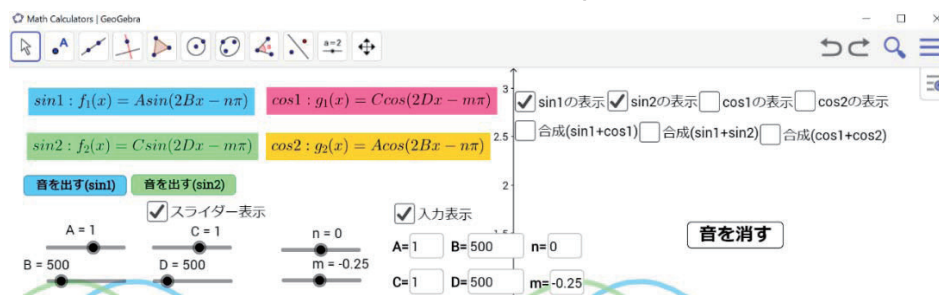 Math Calculators | GeoGebra
a=2
sin1 : f₁(x) = Asin(2Bx − nπ)
cos1 : g₁(x) = Ccos(2Dx − mπ)
sin1の表示 sin2の表示 cos1の表示 cos2の表示
合成(sin1+cos1) 合成(sin1+sin2) 合成(cos1+cos2)
sin2 : f₂(x) = Csin(2Dx − mπ)
cos2 : g₂(x) = Acos(2Bx − nπ)
3
2.5
2
音を出す(sin1) 音を出す(sin2)
スライダー表示
入力表示
音を消す
A = 1
C = 1
n = 0
B = 500
D = 500
m = -0.25
A= 1 B= 500 n= 0
C= 1 D= 500 m= -0.25